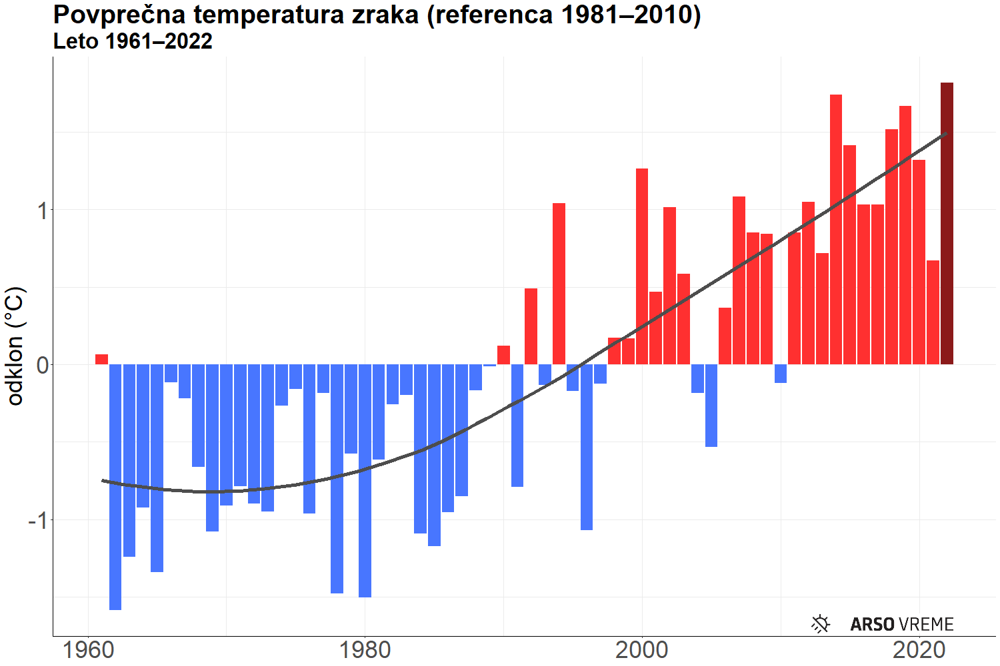 Povprečna temperatura zraka (referenca 1981–2010)
Leto 1961–2022
odklon (°C)
1
0
-1
1960
1980
2000
2020
ARSO VREME